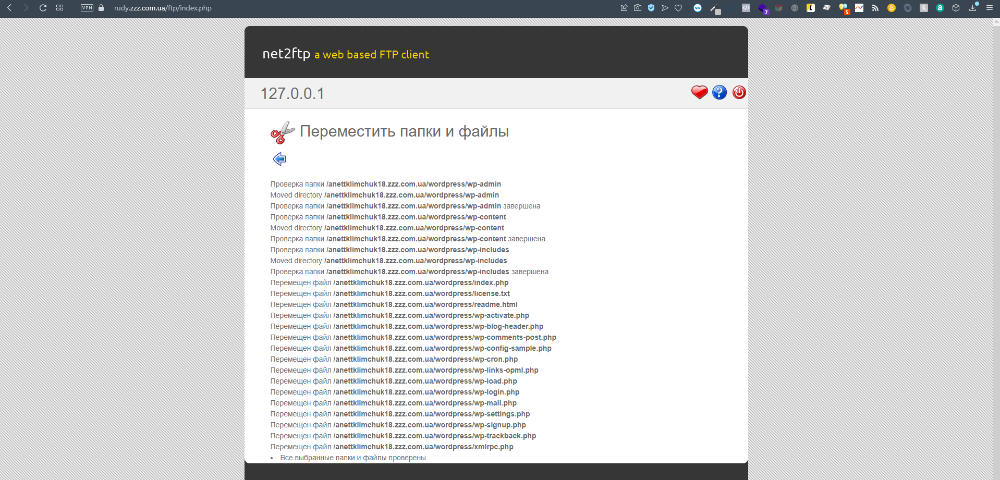 VPN rudy.zzz.com.ua/ftp/index.php
7
5
net2ftp a web based FTP client
127.0.0.1
Переместить папки и файлы
Проверка папки /anettklimchuk18.zzz.com.ua/wordpress/wp-admin
Moved directory /anettklimchuk18.zzz.com.ua/wordpress/wp-admin
Проверка папки /anettklimchuk18.zzz.com.ua/wordpress/wp-admin завершена
Проверка папки /anettklimchuk18.zzz.com.ua/wordpress/wp-content
Moved directory /anettklimchuk18.zzz.com.ua/wordpress/wp-content
Проверка папки /anettklimchuk18.zzz.com.ua/wordpress/wp-content завершена
Проверка папки /anettklimchuk18.zzz.com.ua/wordpress/wp-includes
Moved directory /anettklimchuk18.zzz.com.ua/wordpress/wp-includes
Проверка папки /anettklimchuk18.zzz.com.ua/wordpress/wp-includes завершена
Перемещен файл /anettklimchuk18.zzz.com.ua/wordpress/index.php
Перемещен файл /anettklimchuk18.zzz.com.ua/wordpress/license.txt
Перемещен файл /anettklimchuk18.zzz.com.ua/wordpress/readme.html
Перемещен файл /anettklimchuk18.zzz.com.ua/wordpress/wp-activate.php
Перемещен файл /anettklimchuk18.zzz.com.ua/wordpress/wp-blog-header.php
Перемещен файл /anettklimchuk18.zzz.com.ua/wordpress/wp-comments-post.php
Перемещен файл /anettklimchuk18.zzz.com.ua/wordpress/wp-config-sample.php
Перемещен файл /anettklimchuk18.zzz.com.ua/wordpress/wp-cron.php
Перемещен файл /anettklimchuk18.zzz.com.ua/wordpress/wp-links-opml.php
Перемещен файл /anettklimchuk18.zzz.com.ua/wordpress/wp-load.php
Перемещен файл /anettklimchuk18.zzz.com.ua/wordpress/wp-login.php
Перемещен файл /anettklimchuk18.zzz.com.ua/wordpress/wp-mail.php
Перемещен файл /anettklimchuk18.zzz.com.ua/wordpress/wp-settings.php
Перемещен файл /anettklimchuk18.zzz.com.ua/wordpress/wp-signup.php
Перемещен файл /anettklimchuk18.zzz.com.ua/wordpress/wp-trackback.php
Перемещен файл /anettklimchuk18.zzz.com.ua/wordpress/xmlrpc.php
• Все выбранные папки и файлы проверены.